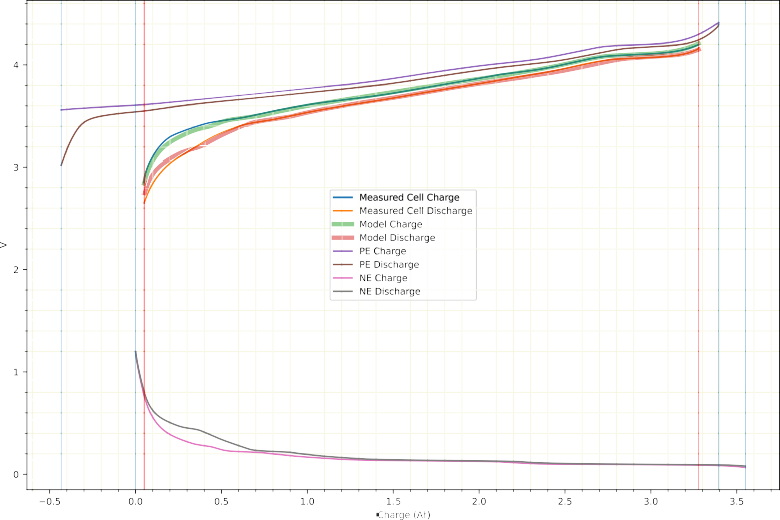 4
3
2
1
0
V
Measured Cell Charge
Measured Cell Discharge
Model Charge
Model Discharge
PE Charge
PE Discharge
NE Charge
NE Discharge
−0.5 0.0 0.5 1.0 1.5 2.0 2.5 3.0 3.5